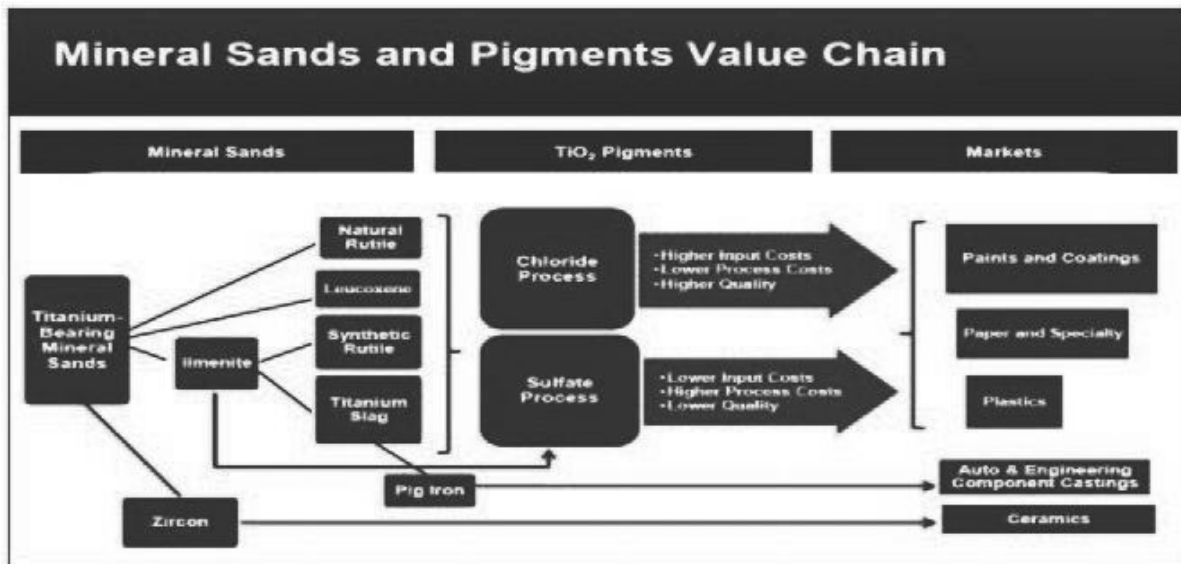 Mineral Sands and Pigments Value Chain
Mineral Sands
TiO₂ Pigments
Markets
Natural
Rutile
Leucoxene
Synthetic
Rutile
Titanium
Slag
Titanium-
Bearing
Mineral
Sands
Ilmenite
Zircon
Pig Iron
Chloride
Process
•Higher Input Costs
•Lower Process Costs
•Higher Quality
Sulfate
Process
•Lower Input Costs
•Higher Process Costs
•Lower Quality
Paints and Coatings
Paper and Specialty
Plastics
Auto & Engineering
Component Castings
Ceramics